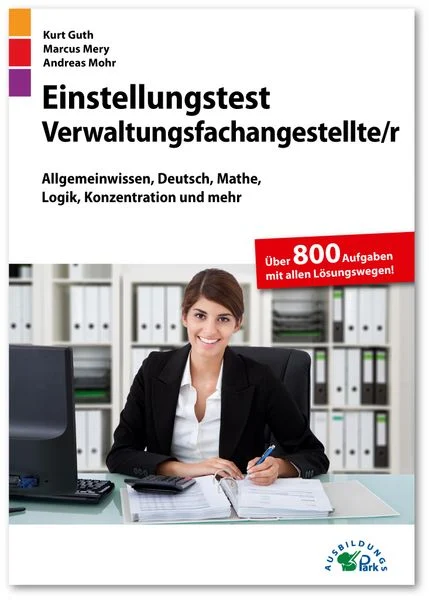 Kurt Guth
Marcus Mery
Andreas Mohr
Einstellungstest
Verwaltungsfachangestellte/r
Allgemeinwissen, Deutsch, Mathe,
Logik, Konzentration und mehr
Über 800 Aufgaben
mit allen Lösungswegen!
AUSBILDUNGS
Park